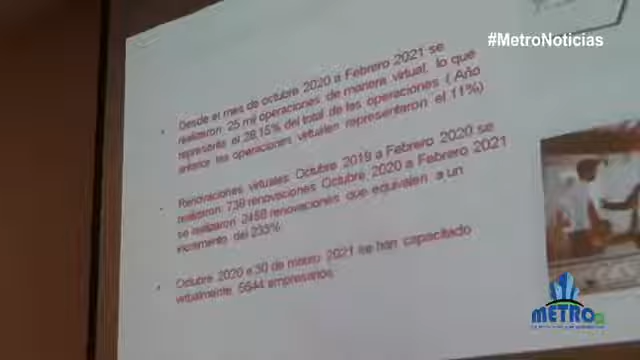 #MetroNoticias
Desde el mes de octubre 2020 a Febrero 2021 se
realizaron 25 mil operaciones de manera virtual, lo que
representa el 28,15% del total de las operaciones ( Año
anterior las operaciones virtuales representaron el 11%)
Renovaciones virtuales: Octubre 2019 a Febrero 2020 se
realizaron: 738 renovaciones Octubre 2020 a Febrero 2021
se realizaron 2458 renovaciones que equivalen a un
incremento del 233%
Octubre 2020 a 30 de marzo 2021 se han capacitado
virtualmente 5644 empresarios
METRO